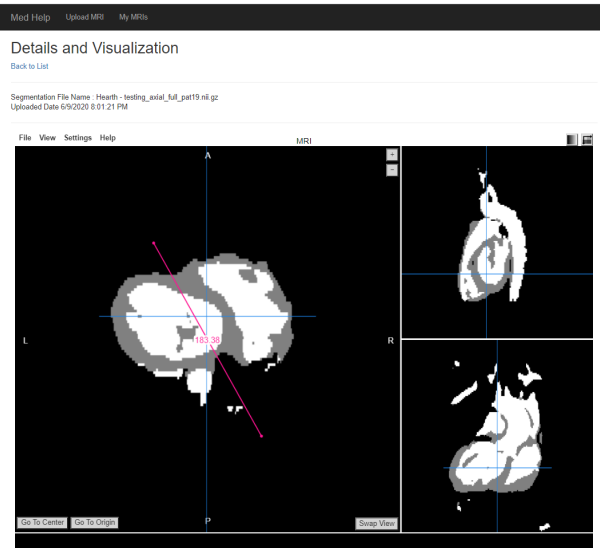 Med Help Upload MRI My MRIs
Details and Visualization
Back to List
Segmentation File Name : Hearth - testing_axial_full_pat19.nii.gz
Uploaded Date 6/9/2020 8:01:21 PM
File View Settings Help
MRI
A
+
−
L
183.38
R
P
Go To Center Go To Origin Swap View